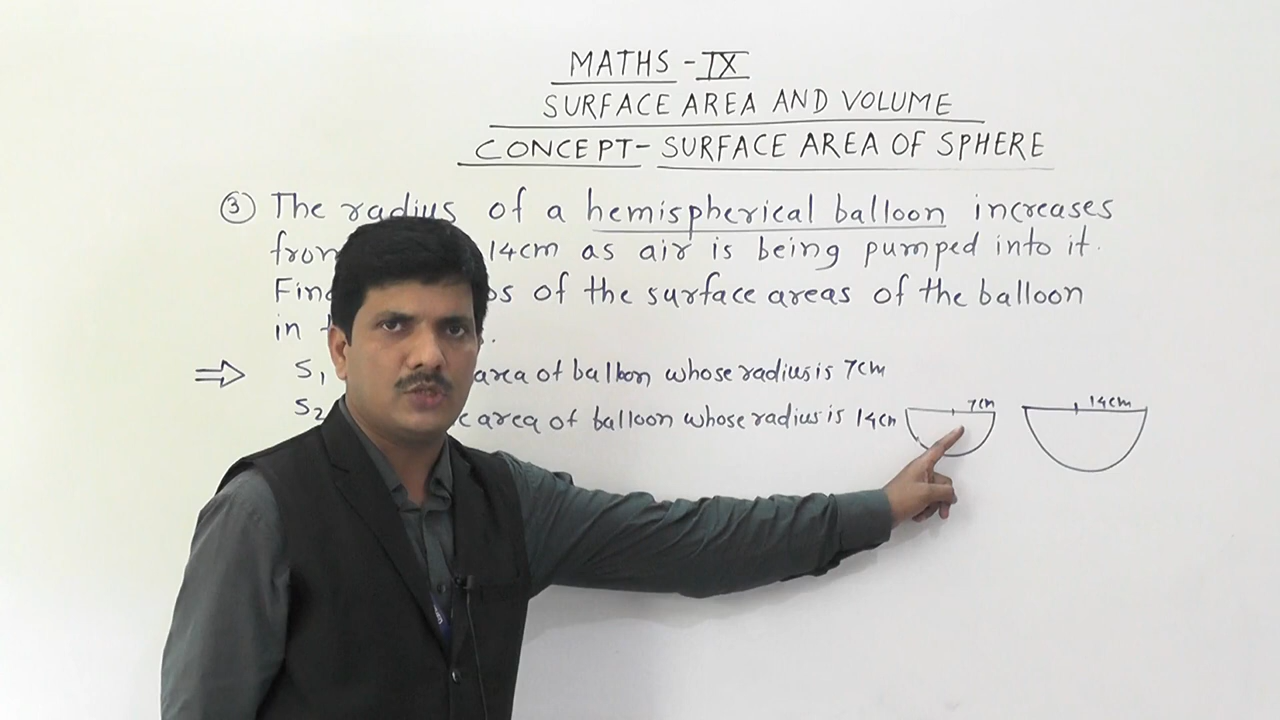 MATHS - IX
SURFACE AREA AND VOLUME
CONCEPT- SURFACE AREA OF SPHERE
3 The radius of a hemispherical balloon increases
14cm as air is being pumped into it.
of the surface areas of the balloon
in
S1 area of balloon whose radius is 7cm
S2 area of balloon whose radius is 14cm
7cm
14cm